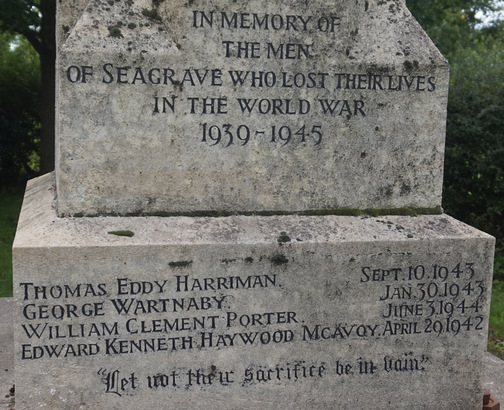 IN MEMORY OF
THE MEN
OF SEAGRAVE WHO LOST THEIR LIVES
IN THE WORLD WAR
1939-1945
THOMAS EDDY HARRIMAN. SEPT. 10. 1943
GEORGE WARTNABY. JAN. 30. 1943
WILLIAM CLEMENT PORTER. JUNE 3. 1944
EDWARD KENNETH HAYWOOD MCAVOY. APRIL 29. 1942
"Let not their sacrifice be in vain."